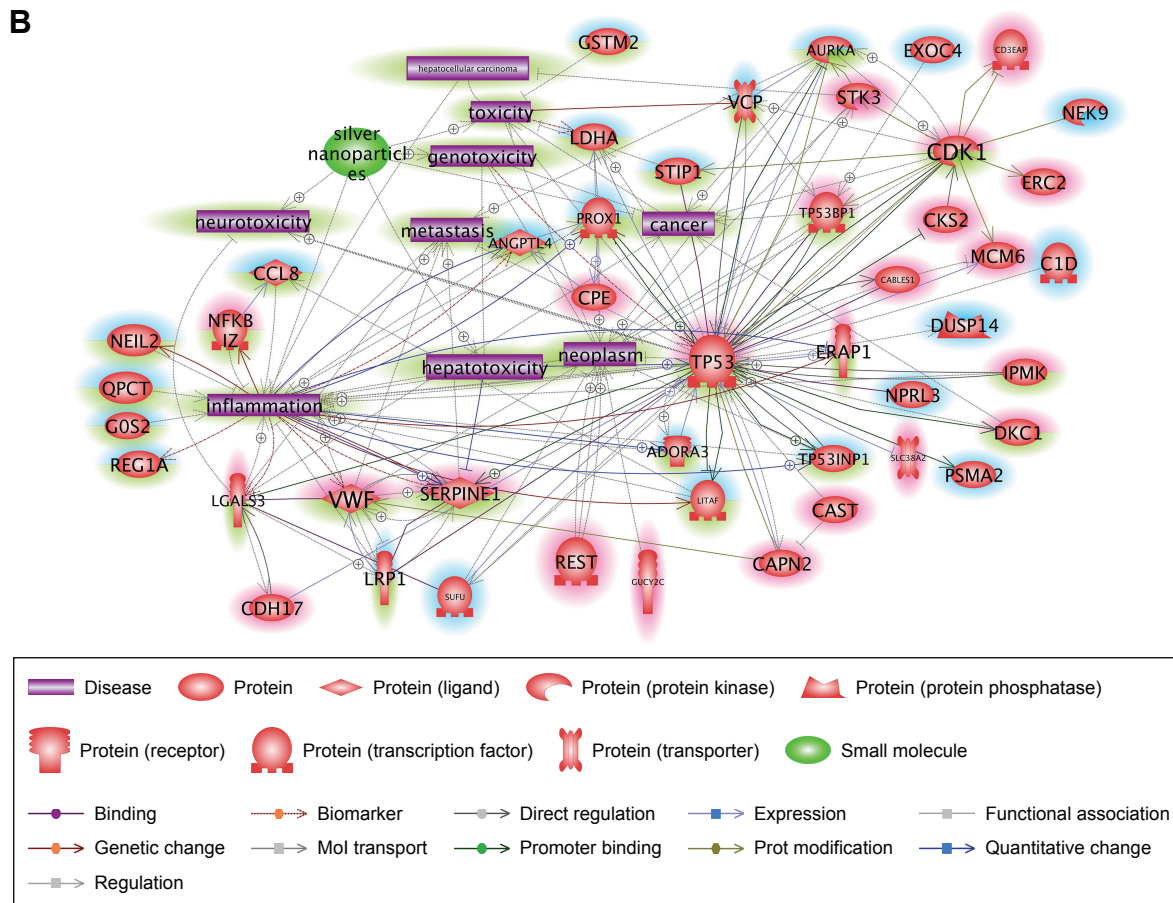 B
GSTM2
AURKA
EXOC4
CD3EAP
hepatocellular carcinoma
VCP
STK3
toxicity
NEK9
silver
nanoparticl
es
LDHA
genotoxicity
CDK1
STIP1
ERC2
neurotoxicity
metastasis
PROX1
cancer
TP53BP1
CKS2
ANGPTL4
MCM6
C1D
CCL8
CPE
CABLES1
NFKB
IZ
DUSP14
NEIL2
neoplasm
TP53
ERAP1
hepatotoxicity
IPMK
QPCT
NPRL3
inflammation
G0S2
DKC1
REG1A
ADORA3
TP53INP1
SLC38A2
PSMA2
LGALS3
VWF
SERPINE1
LITAF
CAST
REST
CAPN2
LRP1
GUCY2C
CDH17
SUFU
Disease
Protein
Protein (ligand)
Protein (protein kinase)
Protein (protein phosphatase)
Protein (receptor)
Protein (transcription factor)
Protein (transporter)
Small molecule
Binding
Biomarker
Direct regulation
Expression
Functional association
Genetic change
Mol transport
Promoter binding
Prot modification
Quantitative change
Regulation